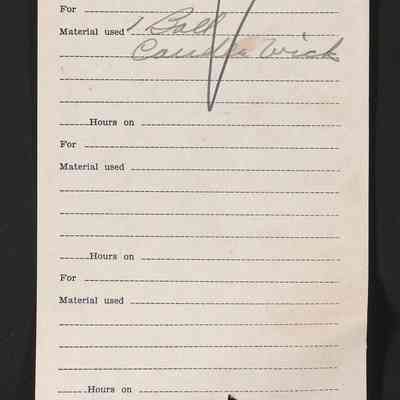 For
Material used 1 Ball
Candle Wick
Hours on
For
Material used
Hours on
For
Material used
Hours on